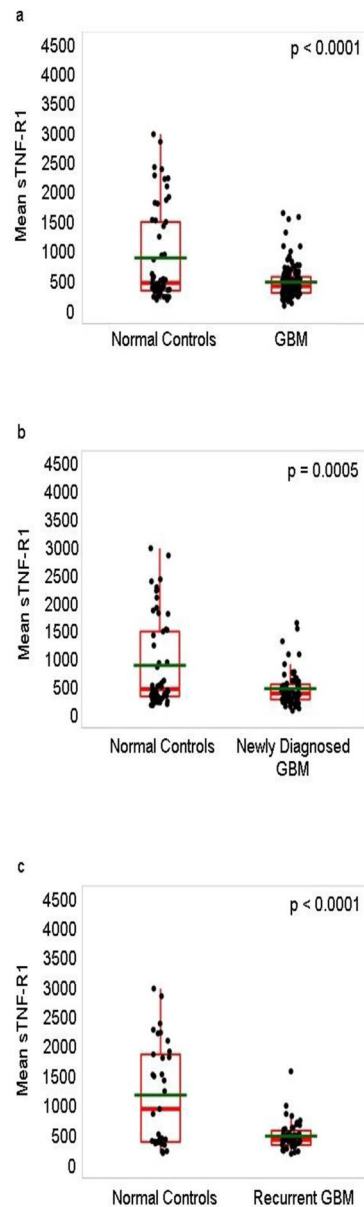 a
4500
p < 0.0001
4000
3500
3000
2500
2000
1500
1000
500
0
Mean sTNF-R1
Normal Controls GBM
b
4500
p = 0.0005
4000
3500
3000
2500
2000
1500
1000
500
0
Mean sTNF-R1
Normal Controls Newly Diagnosed
GBM
c
4500
p < 0.0001
4000
3500
3000
2500
2000
1500
1000
500
0
Mean sTNF-R1
Normal Controls Recurrent GBM